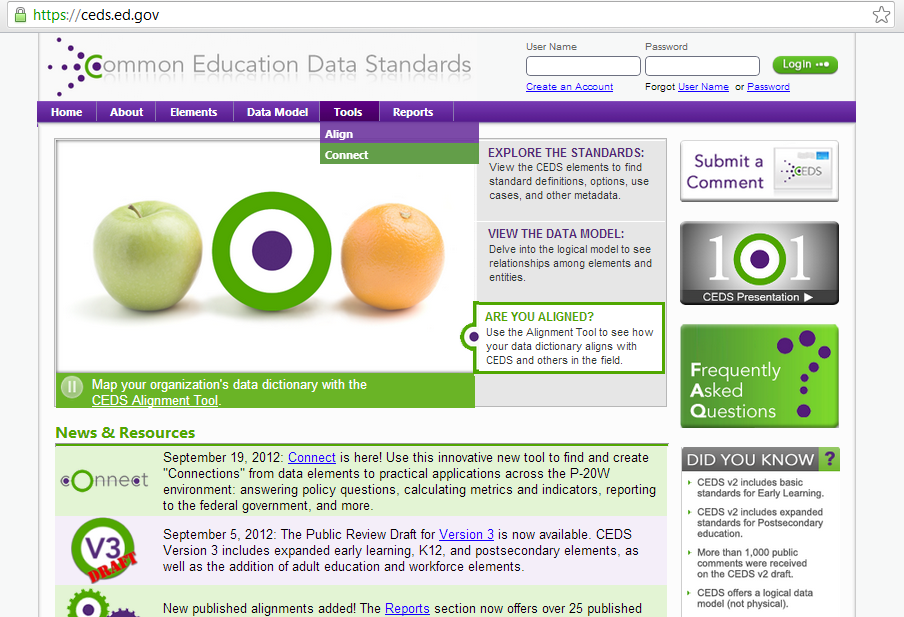 https://ceds.ed.gov
Common Education Data Standards
User Name
Password
LogIn
Create an Account
Forgot User Name or Password
Home
About
Elements
Data Model
Tools
Reports
Align
Connect
EXPLORE THE STANDARDS:
View the CEDS elements to find
standard definitions, options, use
cases, and other metadata.
VIEW THE DATA MODEL:
Delve into the logical model to see
relationships among elements and
entities.
ARE YOU ALIGNED?
Use the Alignment Tool to see how
your data dictionary aligns with
CEDS and others in the field.
Map your organization's data dictionary with the
CEDS Alignment Tool.
Submit a
Comment
CEDS
101
CEDS Presentation
Frequently
Asked
Questions
News & Resources
connect
September 19, 2012: Connect is here! Use this innovative new tool to find and create
"Connections" from data elements to practical applications across the P-20W
environment: answering policy questions, calculating metrics and indicators, reporting
to the federal government, and more.
V3
DRAFT
September 5, 2012: The Public Review Draft for Version 3 is now available. CEDS
Version 3 includes expanded early learning, K12, and postsecondary elements, as
well as the addition of adult education and workforce elements.
New published alignments added! The Reports section now offers over 25 published
DID YOU KNOW ?
CEDS v2 includes basic
standards for Early Learning.
CEDS v2 includes expanded
standards for Postsecondary
education.
More than 1,000 public
comments were received
on the CEDS v2 draft.
CEDS offers a logical data
model (not physical).